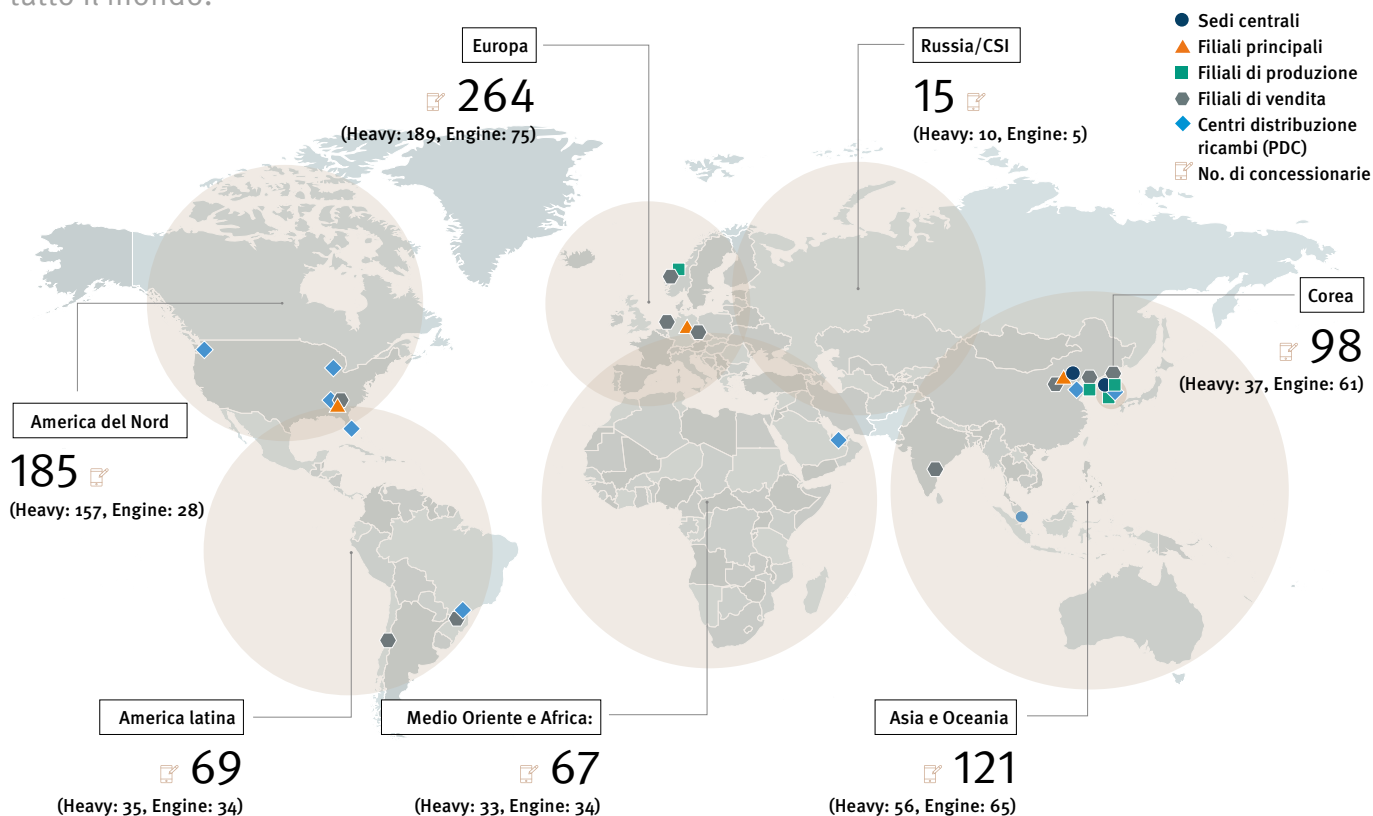 tutto il mondo.
Sedi centrali
Filiali principali
Filiali di produzione
Filiali di vendita
Centri distribuzione
ricambi (PDC)
No. di concessionarie
Europa
264
(Heavy: 189, Engine: 75)
Russia/CSI
15
(Heavy: 10, Engine: 5)
Corea
98
(Heavy: 37, Engine: 61)
America del Nord
185
(Heavy: 157, Engine: 28)
America latina
69
(Heavy: 35, Engine: 34)
Medio Oriente e Africa:
67
(Heavy: 33, Engine: 34)
Asia e Oceania
121
(Heavy: 56, Engine: 65)